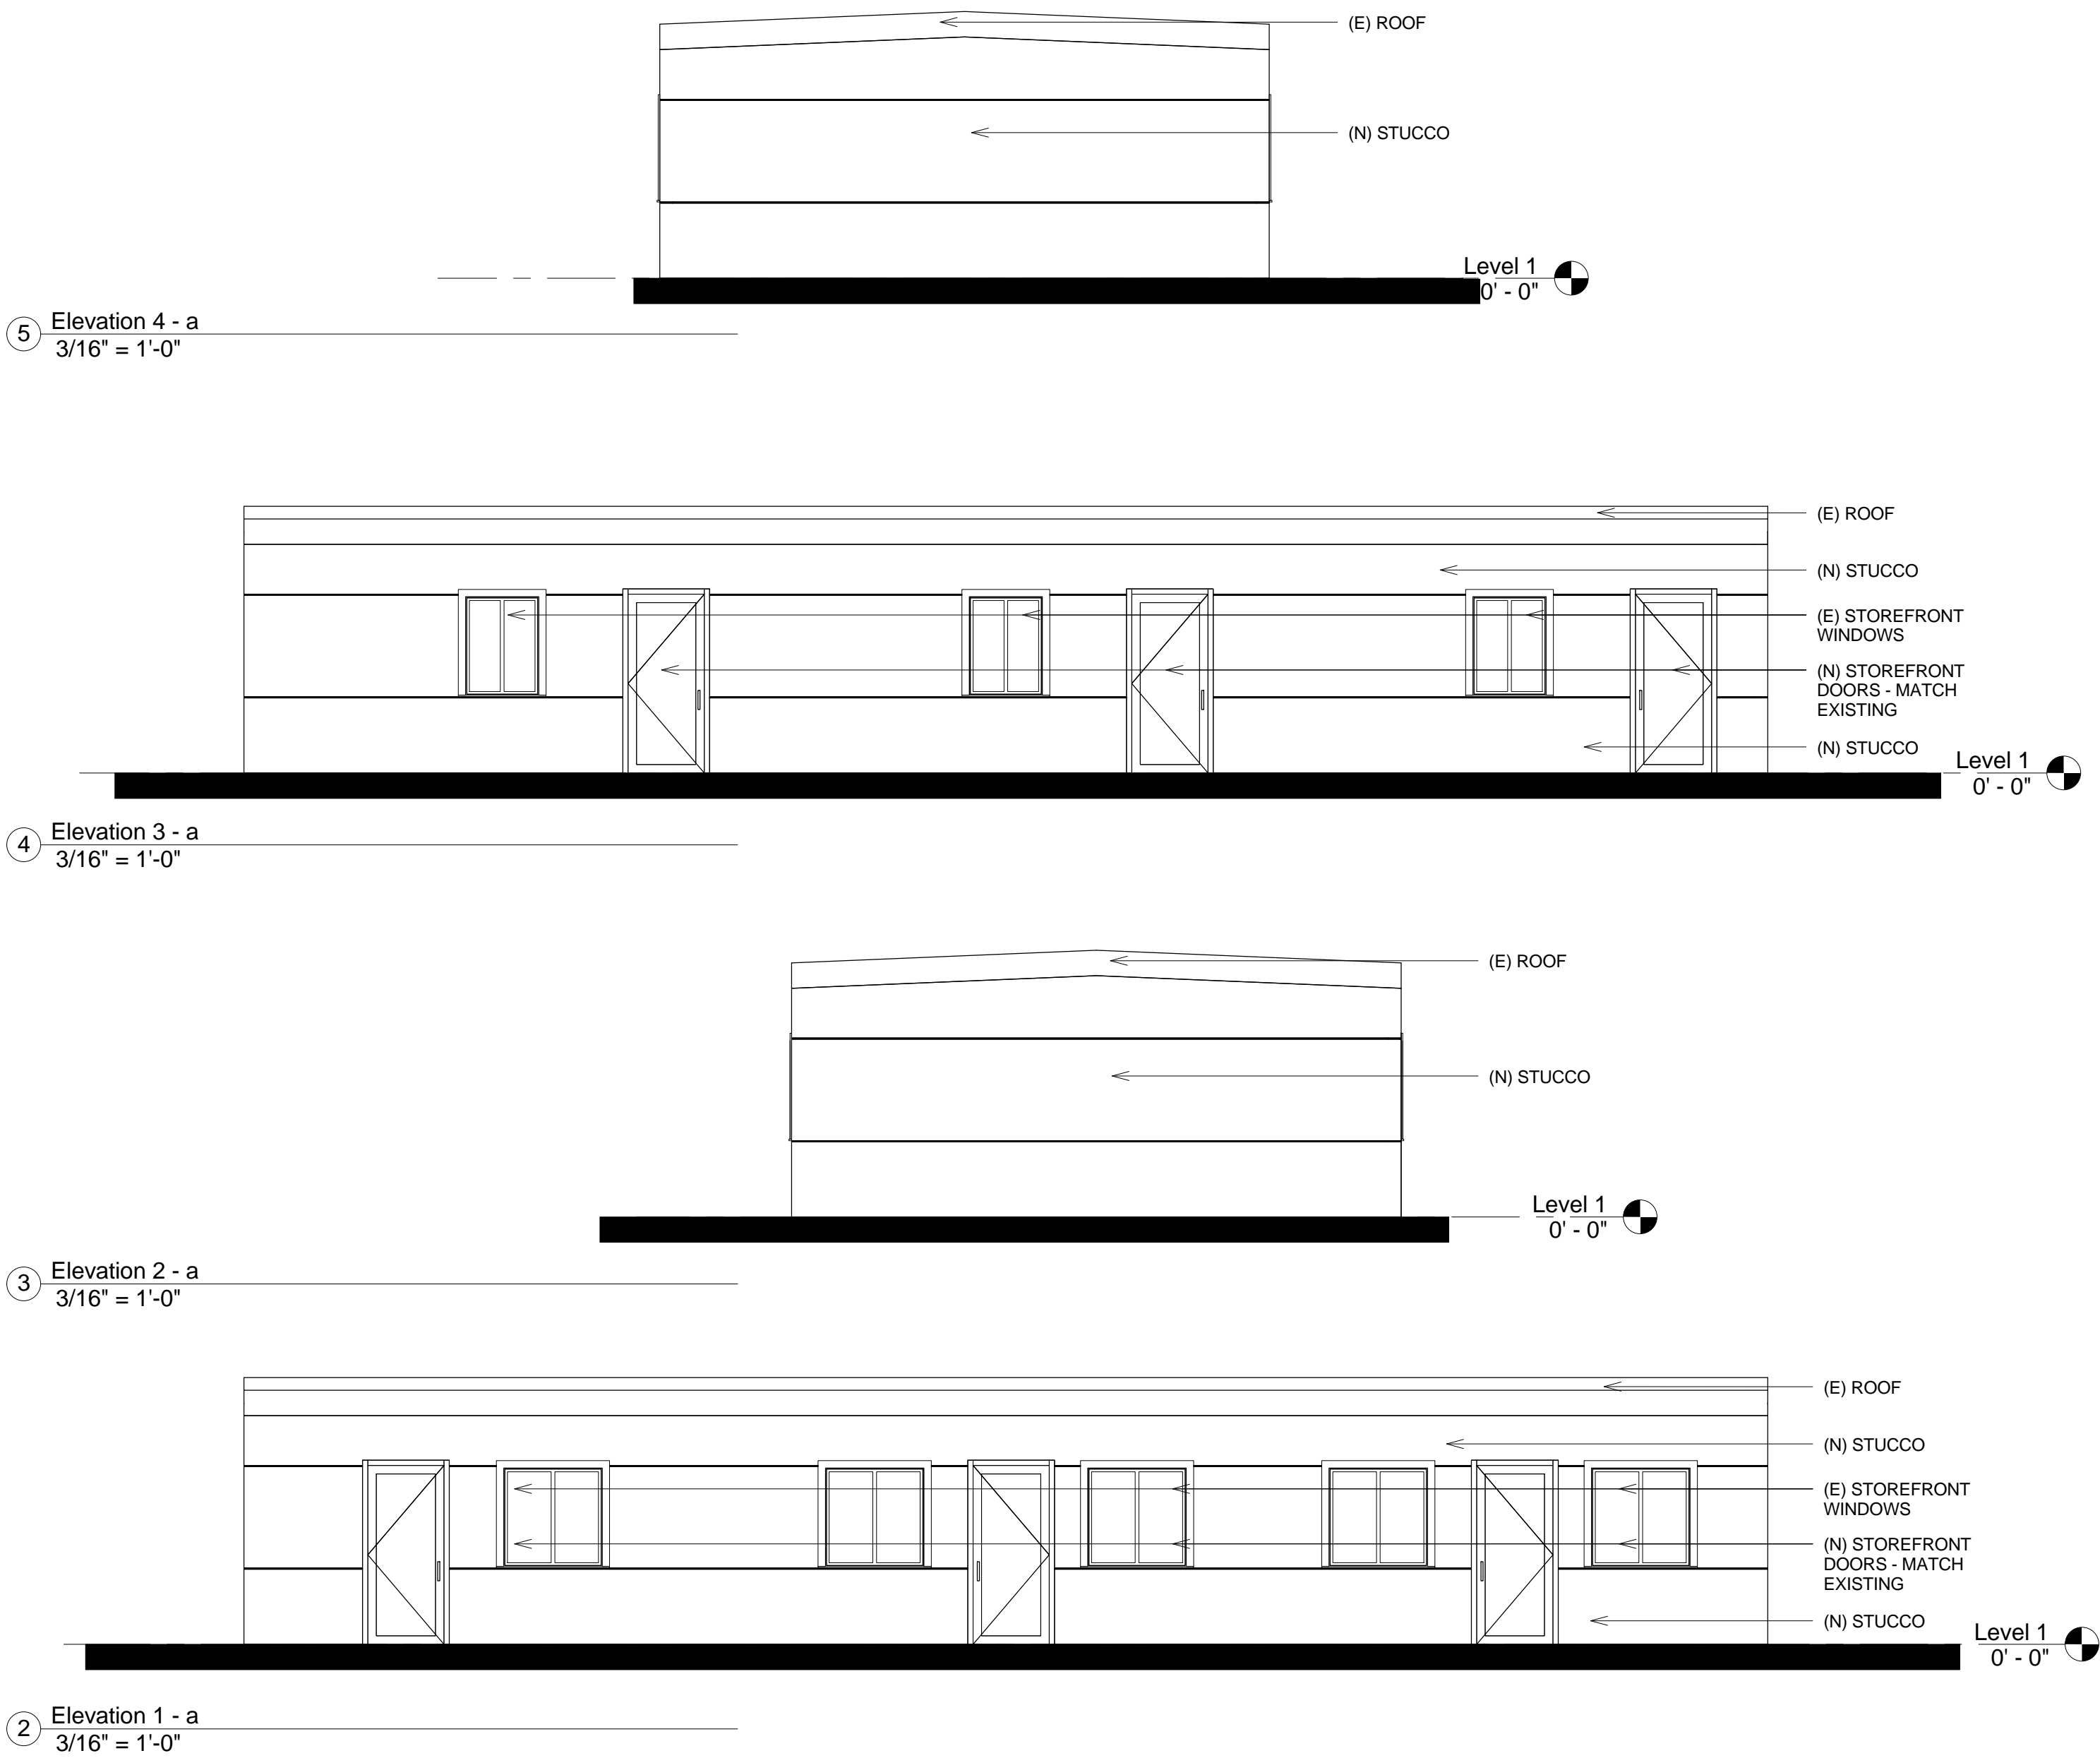 (E) ROOF
(N) STUCCO
Level 1
0' - 0"
5
Elevation 4 - a
3/16" = 1'-0"
(E) ROOF
(N) STUCCO
(E) STOREFRONT
WINDOWS
(N) STOREFRONT
DOORS - MATCH
EXISTING
(N) STUCCO
Level 1
0' - 0"
4
Elevation 3 - a
3/16" = 1'-0"
(E) ROOF
(N) STUCCO
Level 1
0' - 0"
3
Elevation 2 - a
3/16" = 1'-0"
(E) ROOF
(N) STUCCO
(E) STOREFRONT
WINDOWS
(N) STOREFRONT
DOORS - MATCH
EXISTING
(N) STUCCO
Level 1
0' - 0"
2
Elevation 1 - a
3/16" = 1'-0"